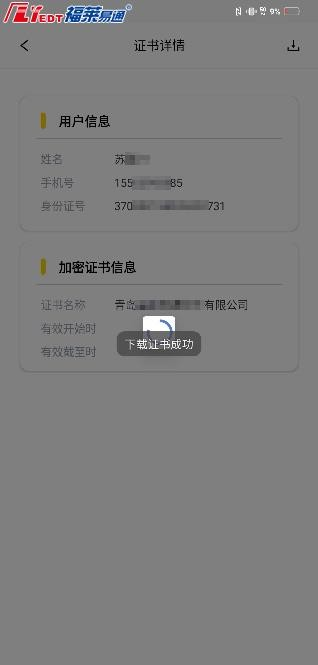 FLYEDT 福莱易通®
5G 9%
证书详情
用户信息
姓名 苏
手机号 155 85
身份证号 370 731
加密证书信息
证书名称 青岛 有限公司
有效开始时
有效截至时
下载证书成功